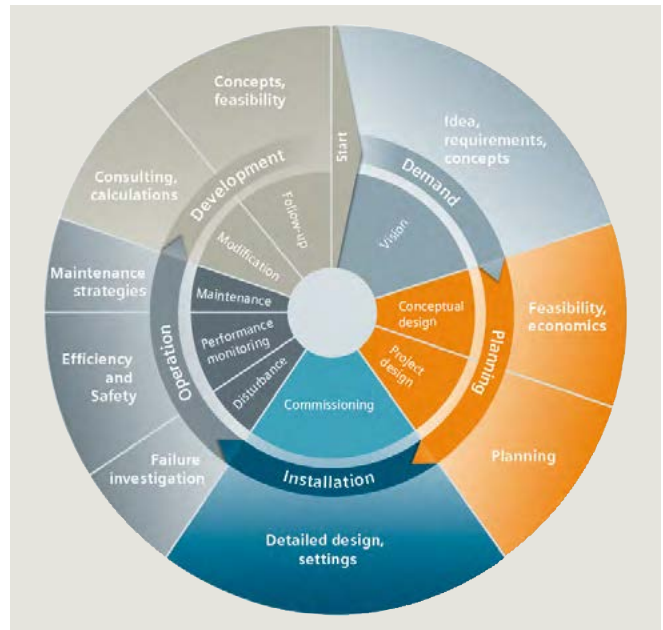 Start
Idea,
requirements,
concepts
Demand
Vision
Feasibility,
economics
Planning
Conceptual
design
Project
design
Planning
Detailed design,
settings
Installation
Commissioning
Failure
investigation
Efficiency
and
Safety
Maintenance
strategies
Operation
Disturbance
Performance
monitoring
Maintenance
Consulting,
calculations
Concepts,
feasibility
Development
Modification
Follow-up